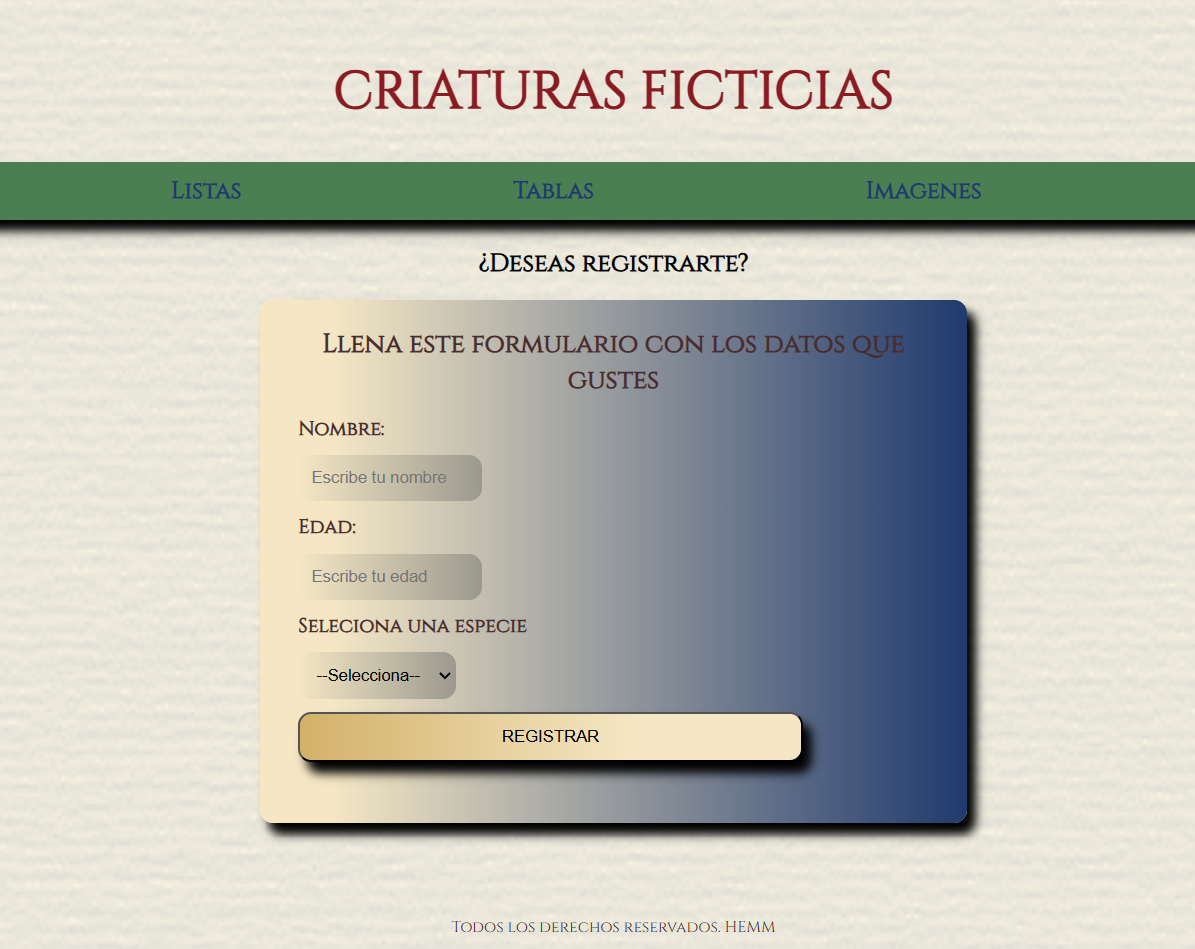 CRIATURAS FICTICIAS
Listas Tablas Imagenes
¿Deseas registrarte?
Llena este formulario con los datos que
gustes
Nombre:
Escribe tu nombre
Edad:
Escribe tu edad
Seleciona una especie
--Selecciona--
REGISTRAR
Todos los derechos reservados. HEMM